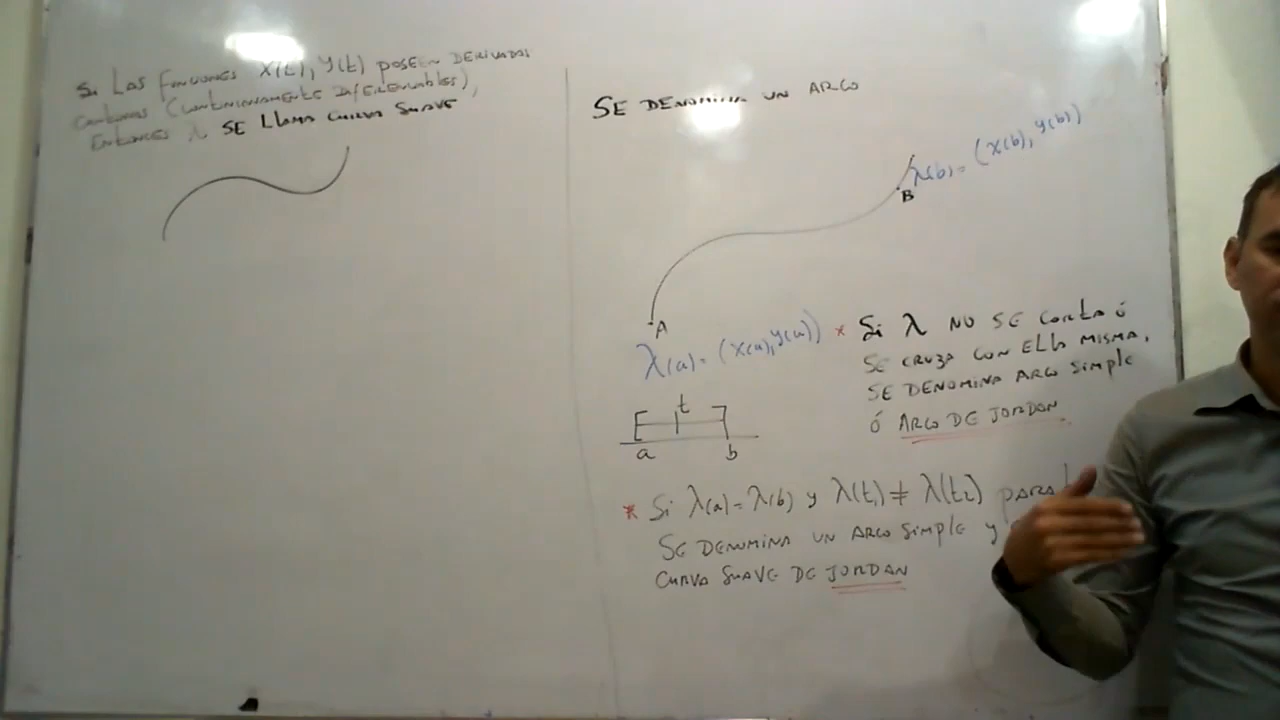 Si Las funciones x(t), y(t) poseen DERIVADAS
continuas (continuamente diferenciables),
Entonces λ SE LLAMA CURVA SUAVE
SE DENOMINA UN ARCO
λ(b) = (x(b), y(b))
B
A
λ(a) = (x(a), y(a))
* Si λ NO SE CORTA ó
SE CRUZA CON ELLA MISMA,
SE DENOMINA ARCO SIMPLE
ó ARCO DE JORDAN
t
a b
* Si λ(a) = λ(b) y λ(t1) ≠ λ(t2) PARA
SE DENOMINA UN ARCO SIMPLE y
CURVA SUAVE DE JORDAN